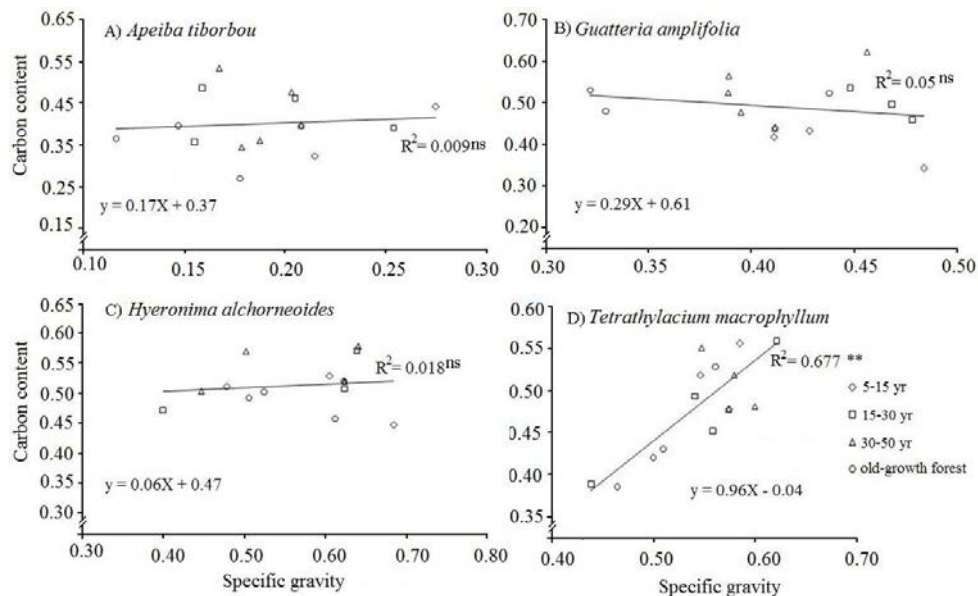 A) Apeiba tiborbou
Carbon content
0.65
0.55
0.45
0.35
0.25
0.15
R²= 0.009ns
y = 0.17X + 0.37
0.10 0.15 0.20 0.25 0.30
B) Guatteria amplifolia
0.70
0.60
0.50
0.40
0.30
0.20
R²= 0.05 ns
y = 0.29X + 0.61
0.30 0.35 0.40 0.45 0.50
C) Hyeronima alchorneoides
Carbon content
0.65
0.60
0.55
0.50
0.45
0.40
0.35
0.30
R²= 0.018ns
y = 0.06X + 0.47
0.30 0.40 0.50 0.60 0.70 0.80
Specific gravity
D) Tetrathylacium macrophyllum
0.55
0.50
0.45
0.40
0.35
R²= 0.677 **
y = 0.96X - 0.04
5-15 yr
15-30 yr
30-50 yr
old-growth forest
0.40 0.50 0.60 0.70
Specific gravity